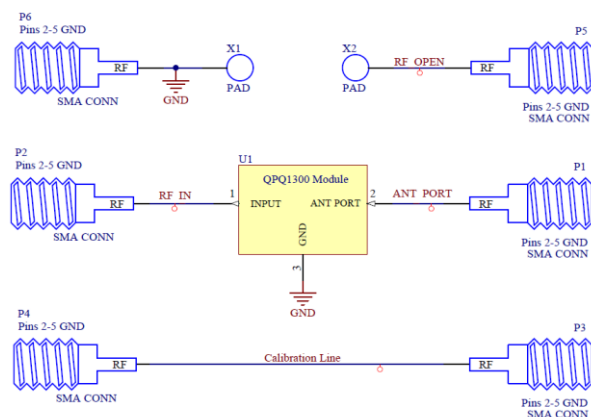 P6
Pins 2-5 GND
RF
SMA CONN
GND
X1
PAD
X2
PAD
RF_OPEN
RF
P5
Pins 2-5 GND
SMA CONN
P2
Pins 2-5 GND
RF
SMA CONN
RF_IN
1
U1
QPQ1300 Module
INPUT
ANT PORT
GND
3
GND
2
ANT_PORT
RF
P1
Pins 2-5 GND
SMA CONN
P4
Pins 2-5 GND
RF
SMA CONN
Calibration Line
RF
P3
Pins 2-5 GND
SMA CONN